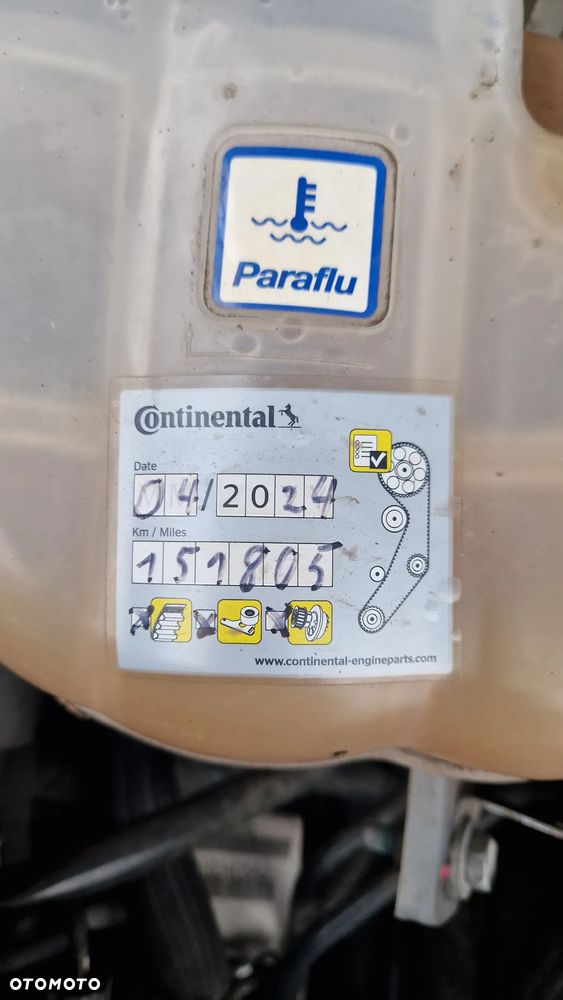 Paraflu
Continental
Date
04/2024
Km / Miles
151805
www.continental-engineparts.com
OTOMOTO